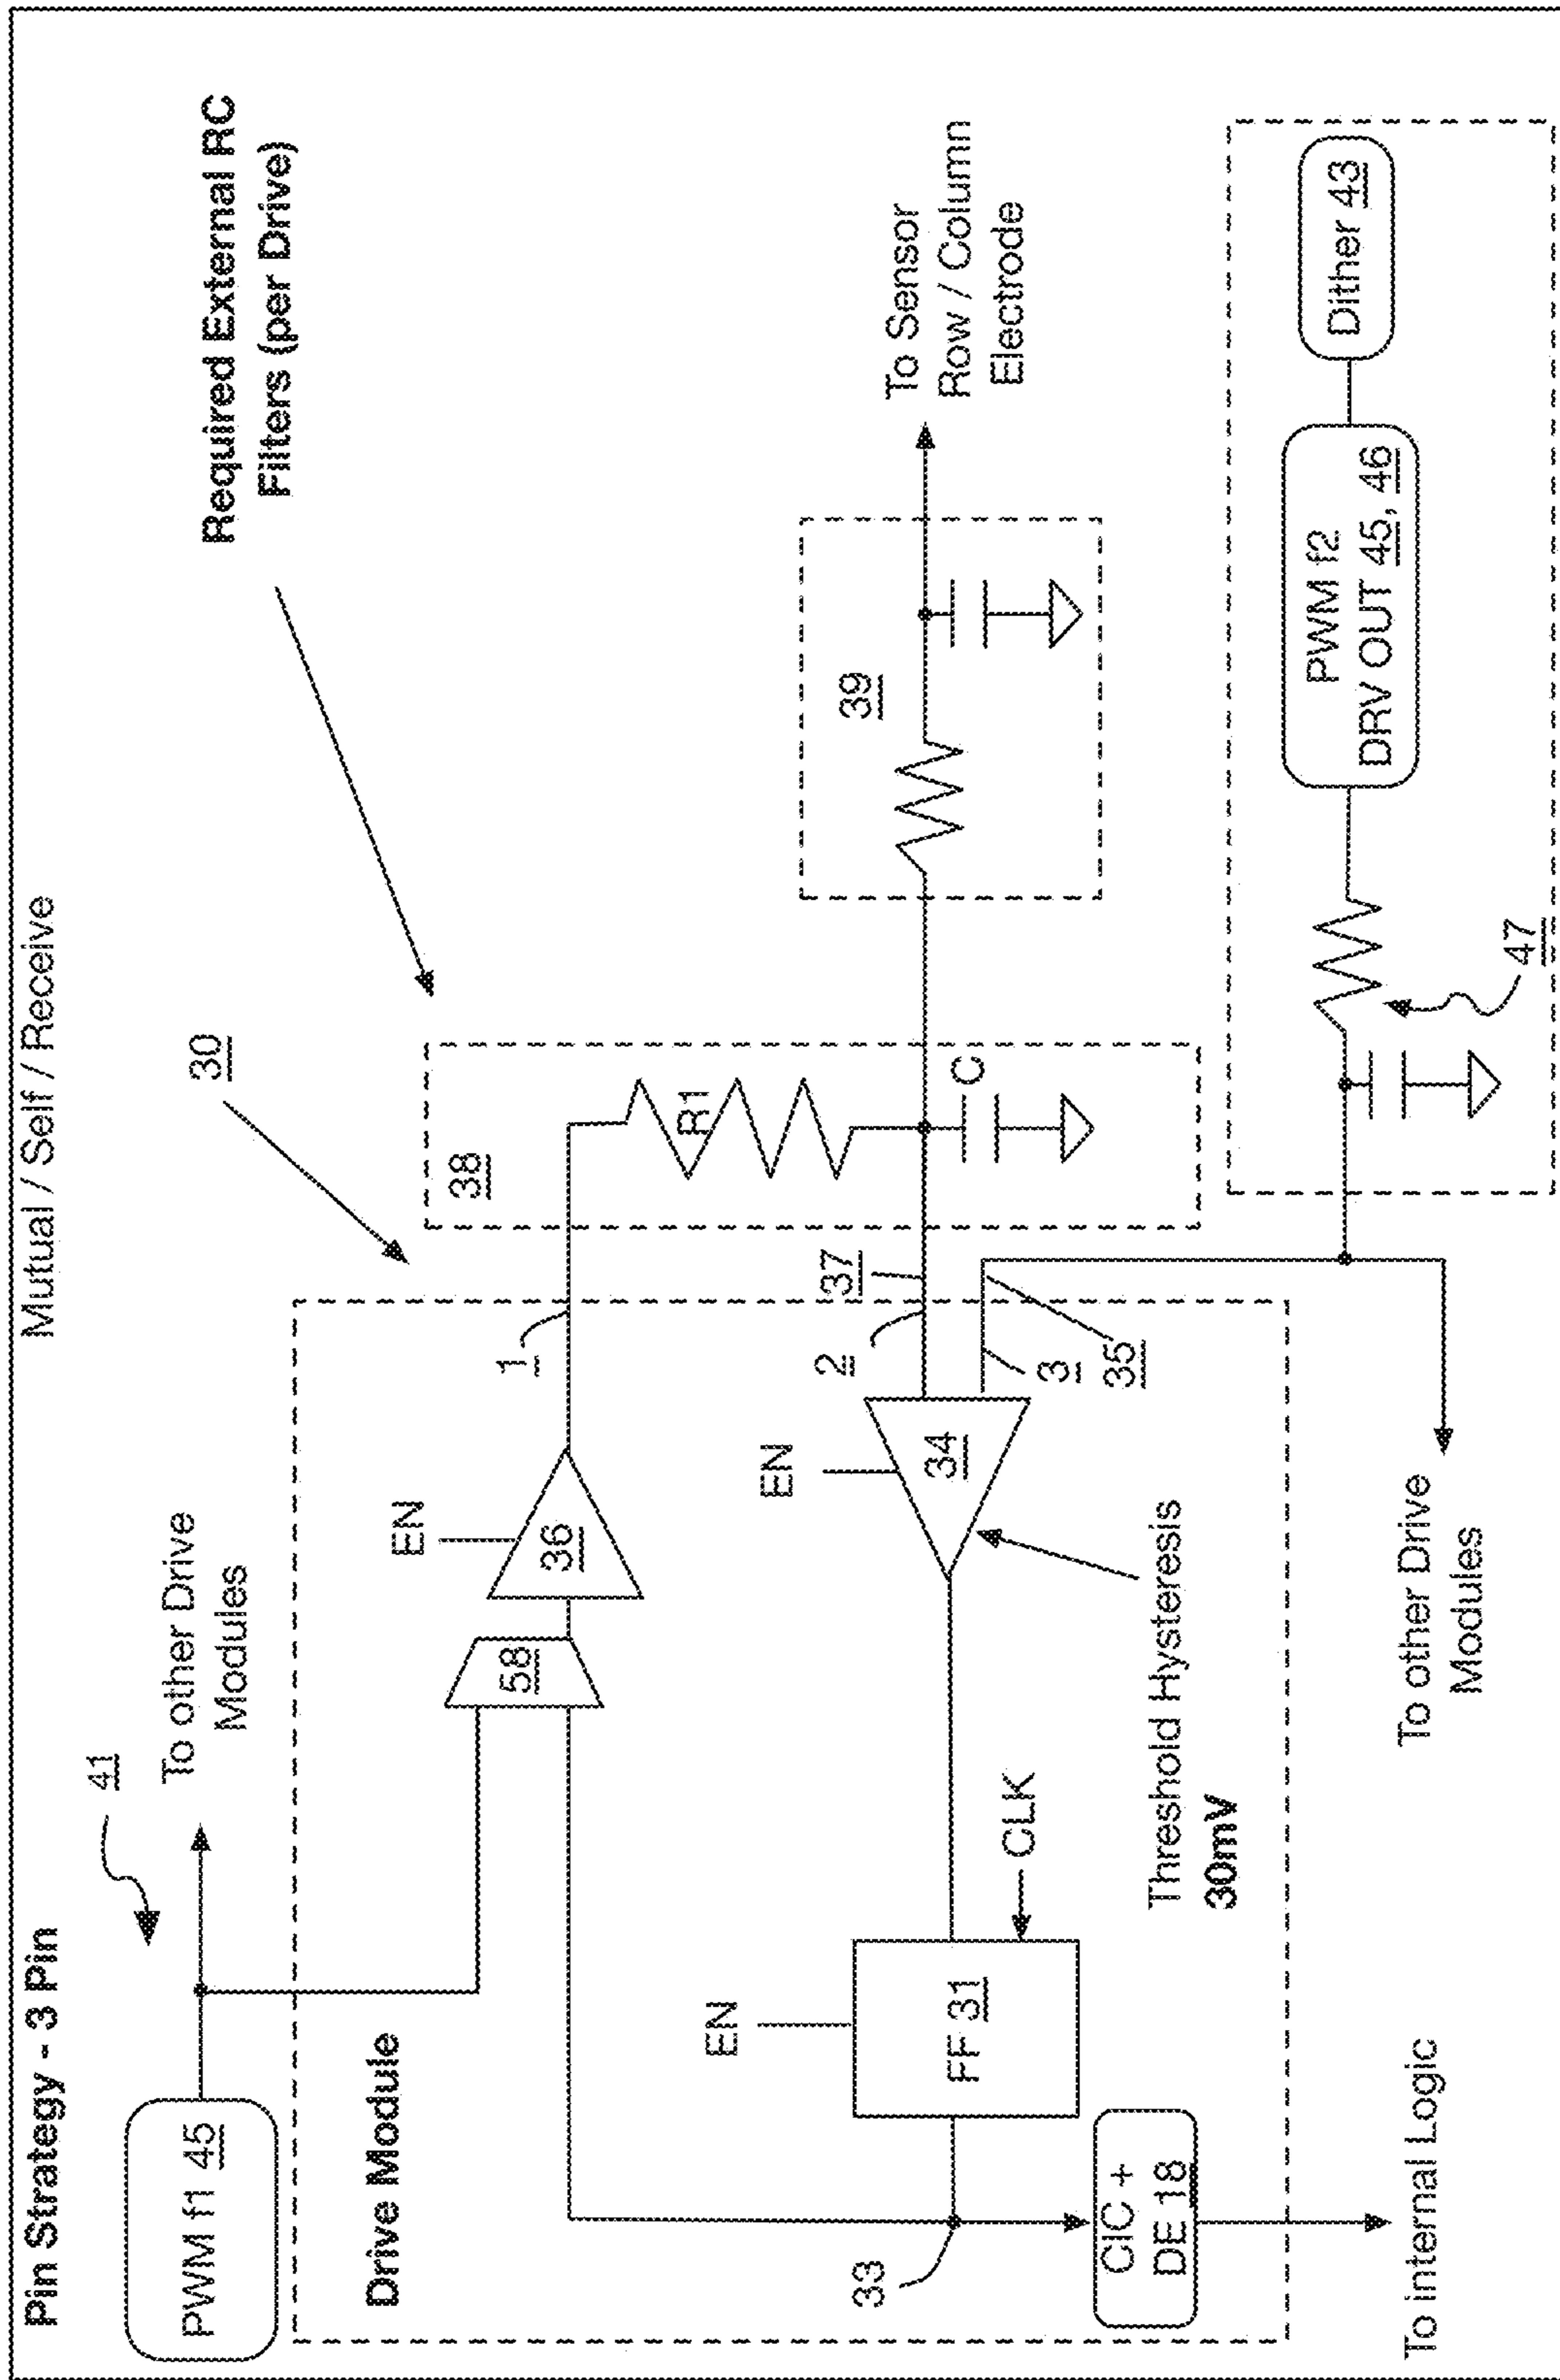 Mutual / Self / Receive
Pin Strategy - 3 Pin
PWM f1 45
41
To other Drive
Modules
30
Required External RC
Filters (per Drive)
Drive Module
EN
58
36
1
38
R1
C
39
To Sensor
Row / Column
Electrode
EN
FF 31
CLK
EN
34
2
37
3
35
33
CIC +
DE 18
Threshold Hysteresis
30mV
To internal Logic
To other Drive
Modules
47
PWM f2
DRV OUT 45, 46
Dither 43